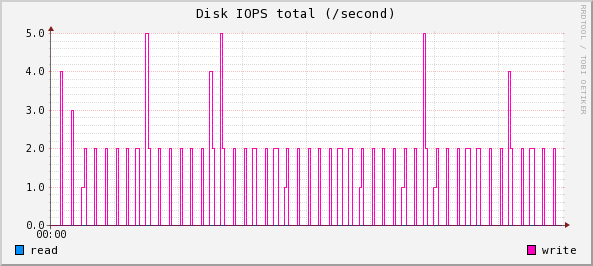 Disk IOPS total (/second)
RRDTOOL / TOBI OETIKER
5.0
4.0
3.0
2.0
1.0
0.0
00:00
read
write